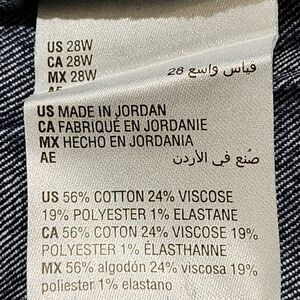 US 28W
CA 28W
MX 28W
قياس واسع 28
US MADE IN JORDAN
CA FABRIQUÉ EN JORDANIE
MX HECHO EN JORDANIA
AE صُنع في الأردن
US 56% COTTON 24% VISCOSE
19% POLYESTER 1% ELASTANE
CA 56% COTON 24% VISCOSE 19%
POLYESTER 1% ÉLASTHANNE
MX 56% algodón 24% viscosa 19%
poliester 1% elastano